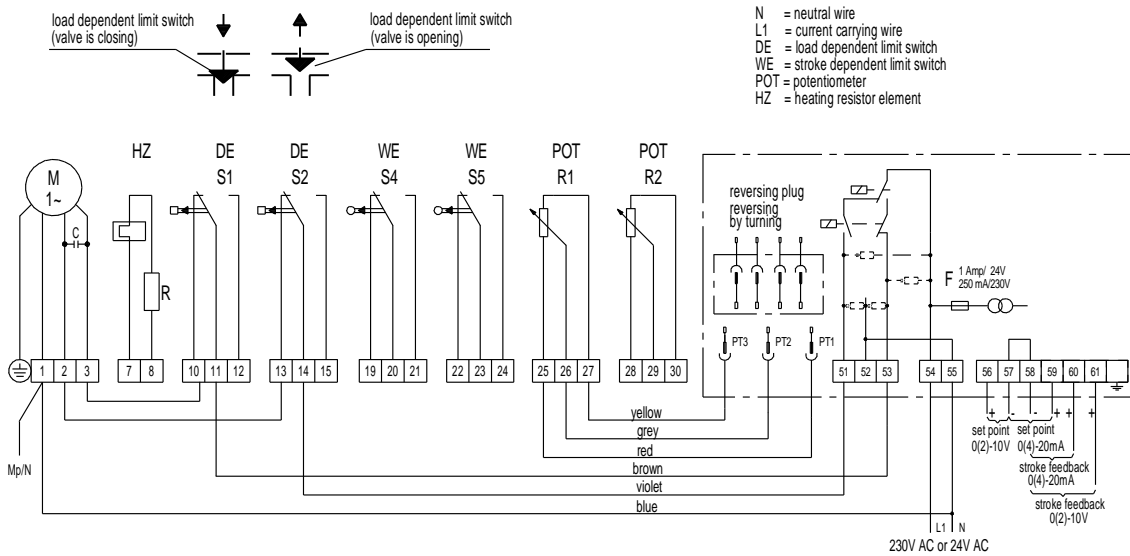 load dependent limit switch
(valve is closing)
load dependent limit switch
(valve is opening)
N = neutral wire
L1 = current carrying wire
DE = load dependent limit switch
WE = stroke dependent limit switch
POT = potentiometer
HZ = heating resistor element
HZ DE DE WE WE POT POT
S1 S2 S4 S5 R1 R2
M
1~
C
R
reversing plug
reversing
by turning
F 1 Amp/ 24V
250 mA/230V
PT3 PT2 PT1
1 2 3 7 8 10 11 12 13 14 15 19 20 21 22 23 24 25 26 27 28 29 30 51 52 53 54 55 56 57 58 59 60 61
+ - - + + +
yellow
grey
red
brown
violet
blue
Mp/N
set point
0(2)-10V
set point
0(4)-20mA
stroke feedback
0(4)-20mA
stroke feedback
0(2)-10V
L1 N
230V AC or 24V AC